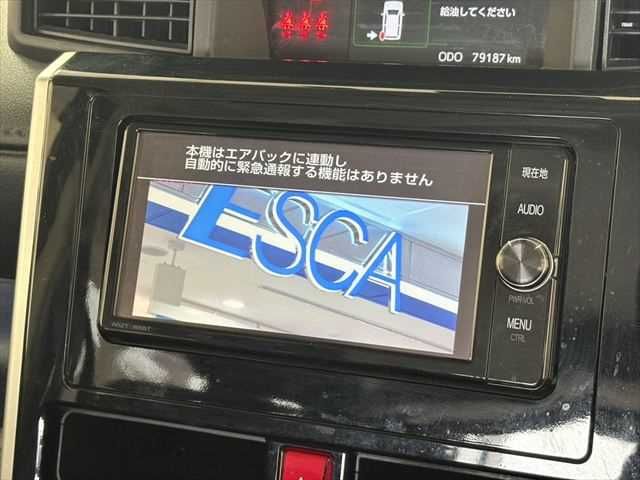 給油してください
ODO 79187 km
本機はエアバックに連動し
自動的に緊急通報する機能はありません
ESCA
現在地
AUDIO
PWR·VOL
MENU
CTRL